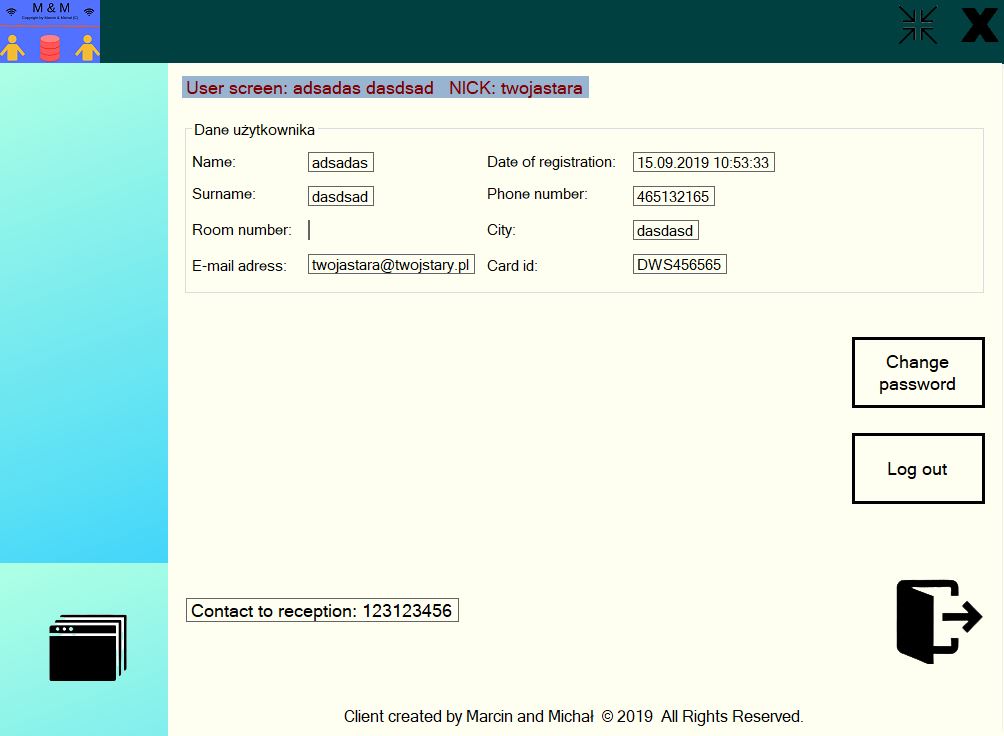 M & M
Copyright by Marcin & Michał (C)
X
User screen: adsadas dasdsad NICK: twojastara
Dane użytkownika
Name: adsadas Date of registration: 15.09.2019 10:53:33
Surname: dasdsad Phone number: 465132165
Room number: City: dasdasd
E-mail adress: twojastara@twojstary.pl Card id: DWS456565
Change
password
Log out
Contact to reception: 123123456
Client created by Marcin and Michał © 2019 All Rights Reserved.